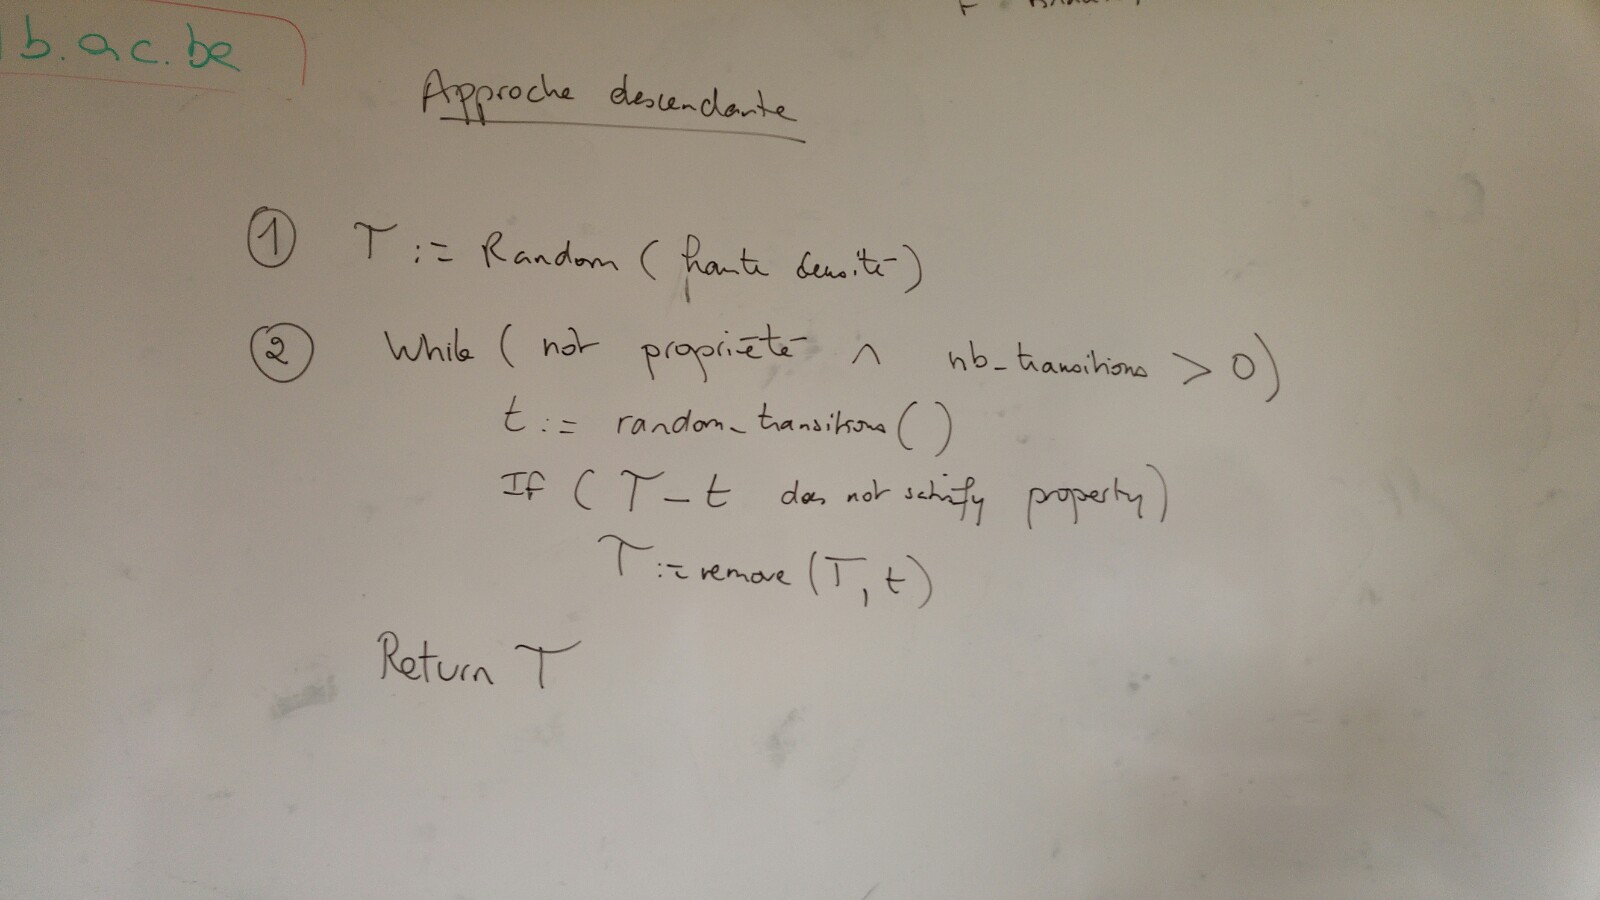 b.ac.be
Approche descendante
① T := Random ( haute densité )
② While ( not propriété ∧ nb_transitions > 0)
t := random_transitions ( )
If ( T - t does not satisfy property)
T := remove (T, t)
Return T